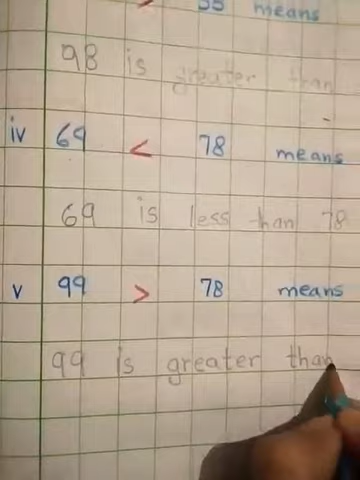 > 55 means
98 is greater than
iv 69 < 78 means
69 is less than 78
v 99 > 78 means
99 is greater than